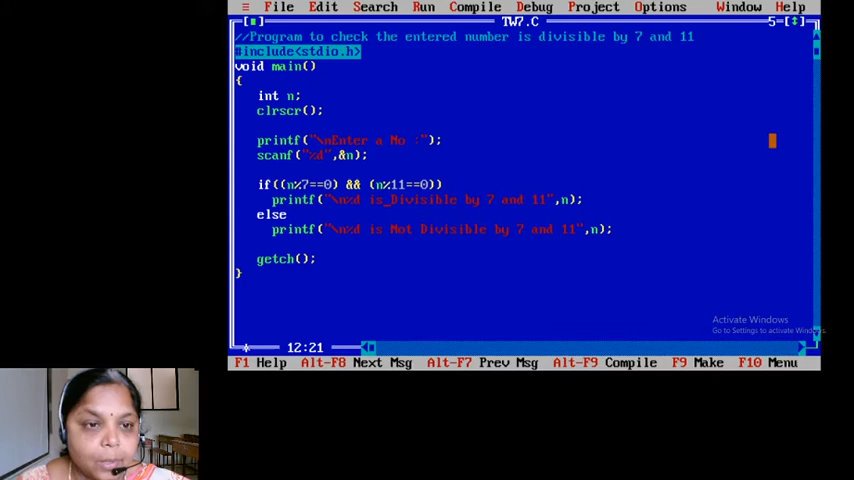 ≡ File Edit Search Run Compile Debug Project Options Window Help
TW7.C 5
//Program to check the entered number is divisible by 7 and 11
#include<stdio.h>
void main()
{
int n;
clrscr();
printf("\nEnter a No :");
scanf("%d",&n);
if((n%7==0) && (n%11==0))
printf("\n%d is Divisible by 7 and 11",n);
else
printf("\n%d is Not Divisible by 7 and 11",n);
getch();
}
Activate Windows
Go to Settings to activate Windows.
12:21
F1 Help Alt-F8 Next Msg Alt-F7 Prev Msg Alt-F9 Compile F9 Make F10 Menu